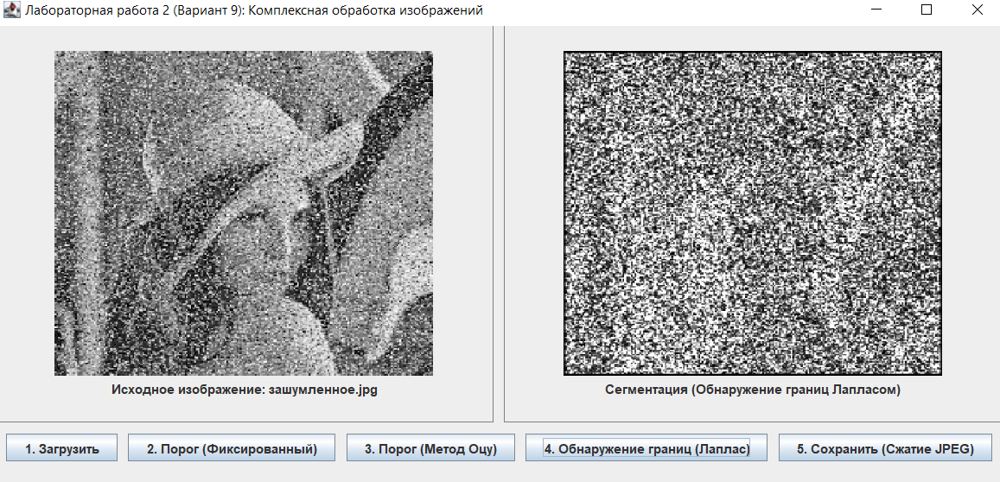 Лабораторная работа 2 (Вариант 9): Комплексная обработка изображений
Исходное изображение: зашумленное.jpg
Сегментация (Обнаружение границ Лапласом)
1. Загрузить
2. Порог (Фиксированный)
3. Порог (Метод Оцу)
4. Обнаружение границ (Лаплас)
5. Сохранить (Сжатие JPEG)